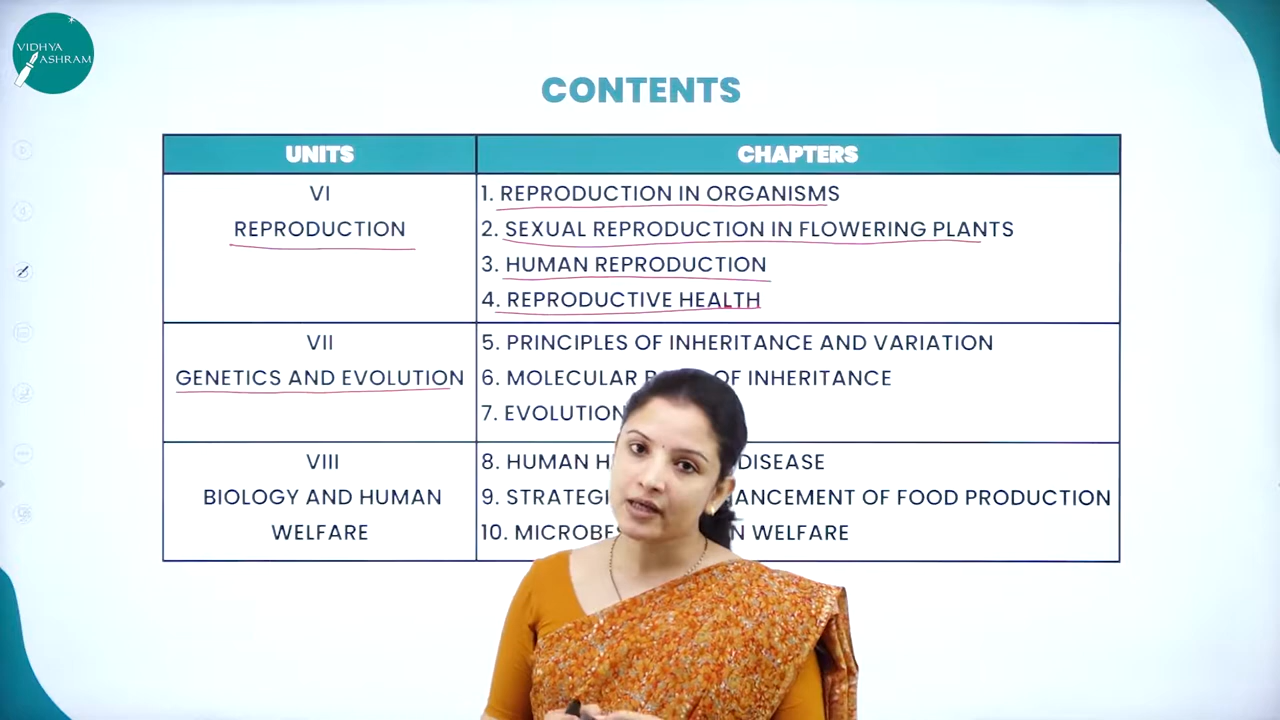 VIDHYA
ASHRAM
CONTENTS
UNITS
CHAPTERS
VI
REPRODUCTION
1. REPRODUCTION IN ORGANISMS
2. SEXUAL REPRODUCTION IN FLOWERING PLANTS
3. HUMAN REPRODUCTION
4. REPRODUCTIVE HEALTH
VII
GENETICS AND EVOLUTION
5. PRINCIPLES OF INHERITANCE AND VARIATION
6. MOLECULAR OF INHERITANCE
7. EVOLUTION
VIII
BIOLOGY AND HUMAN
WELFARE
8. HUMAN DISEASE
9. OF FOOD PRODUCTION
10. WELFARE